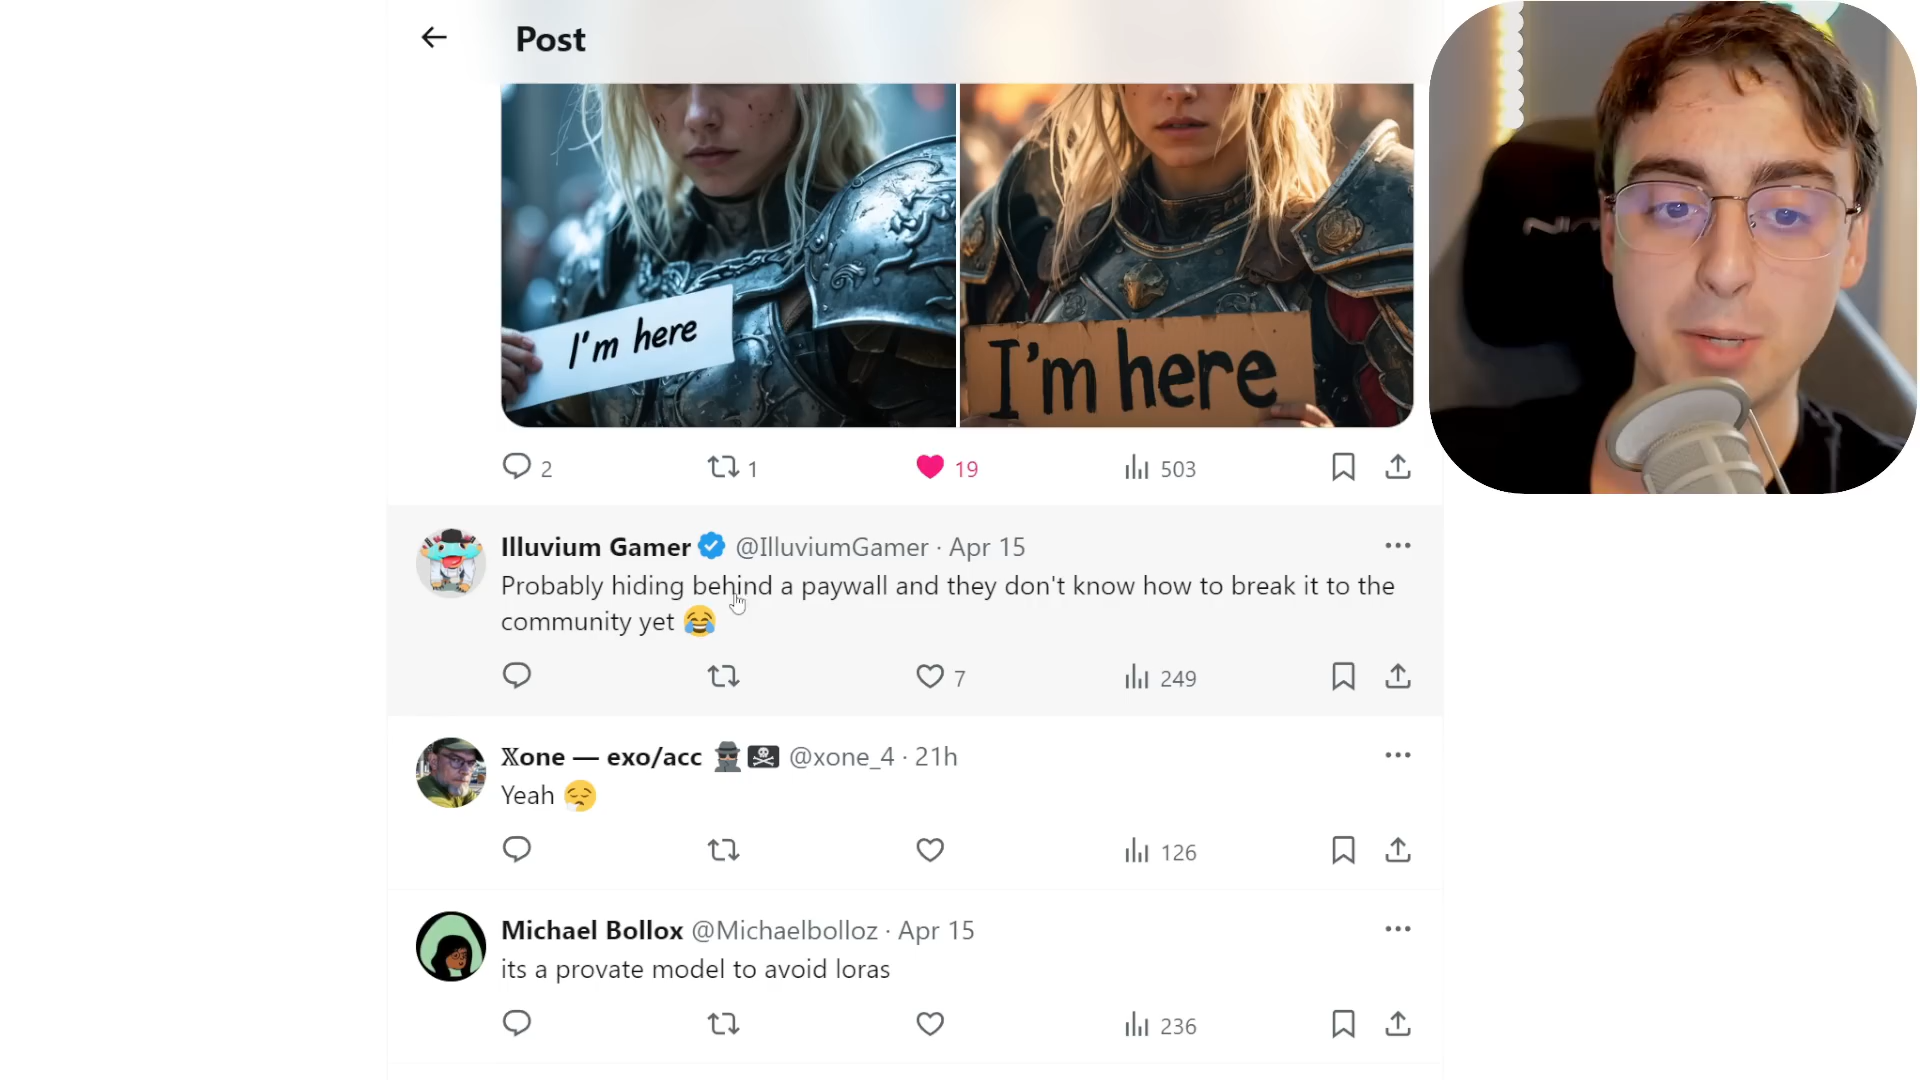 Post
I'm here
I'm here
2 1 19 503
Illuvium Gamer @IlluviumGamer · Apr 15
Probably hiding behind a paywall and they don't know how to break it to the
community yet 😂
7 249
𝕏one — exo/acc 🕵️🏴‍☠️ @xone_4 · 21h
Yeah 😮‍💨
126
Michael Bollox @Michaelbolloz · Apr 15
its a provate model to avoid loras
236